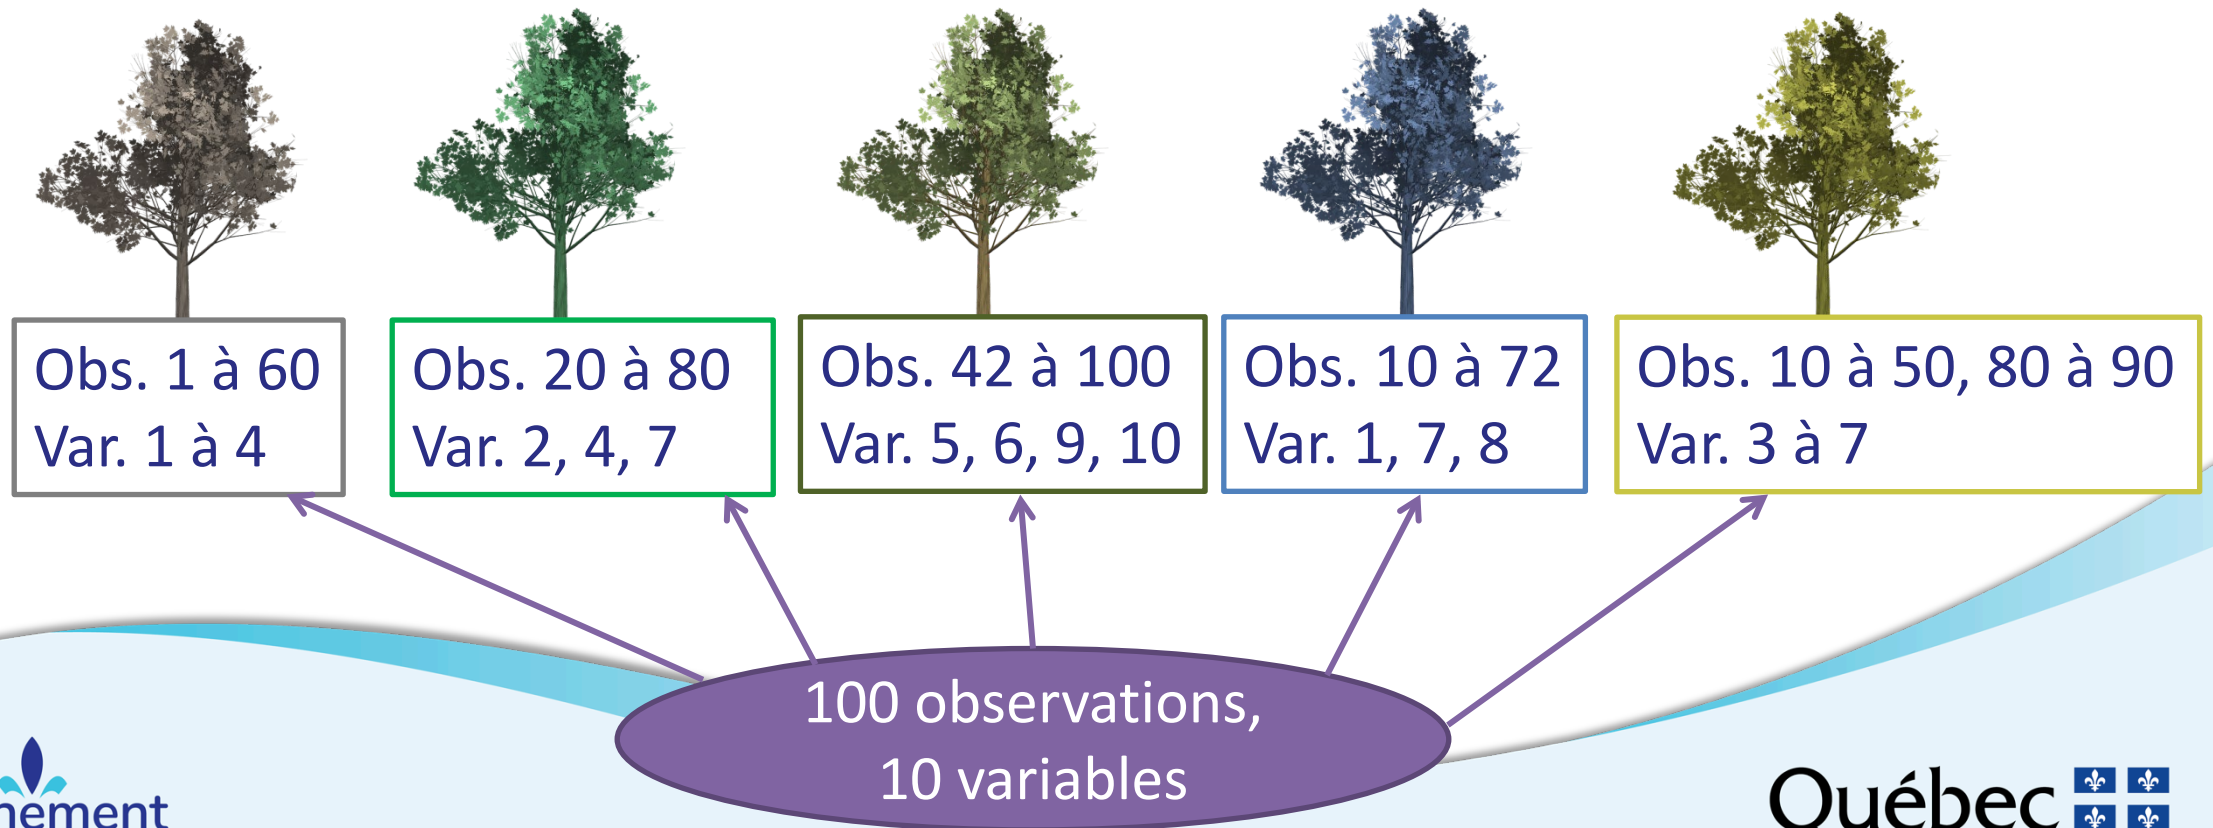 Obs. 1 à 60
Var. 1 à 4
Obs. 20 à 80
Var. 2, 4, 7
Obs. 42 à 100
Var. 5, 6, 9, 10
Obs. 10 à 72
Var. 1, 7, 8
Obs. 10 à 50, 80 à 90
Var. 3 à 7
100 observations,
10 variables
Québec